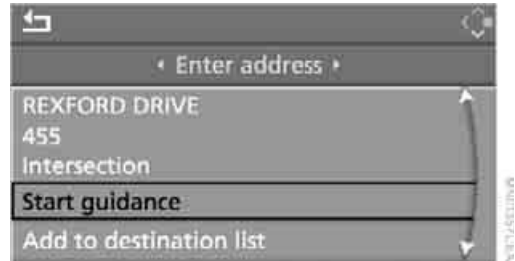 Enter address
REXFORD DRIVE
455
Intersection
Start guidance
Add to destination list